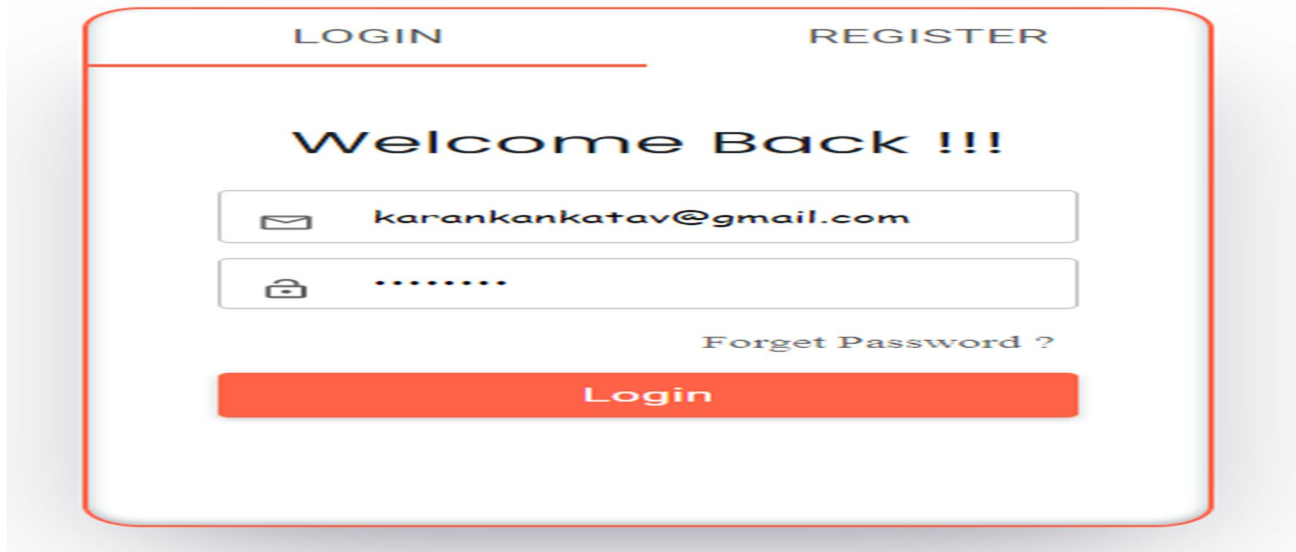 LOGIN REGISTER
Welcome Back !!!
karankankatav@gmail.com
••••••••
Forget Password ?
Login